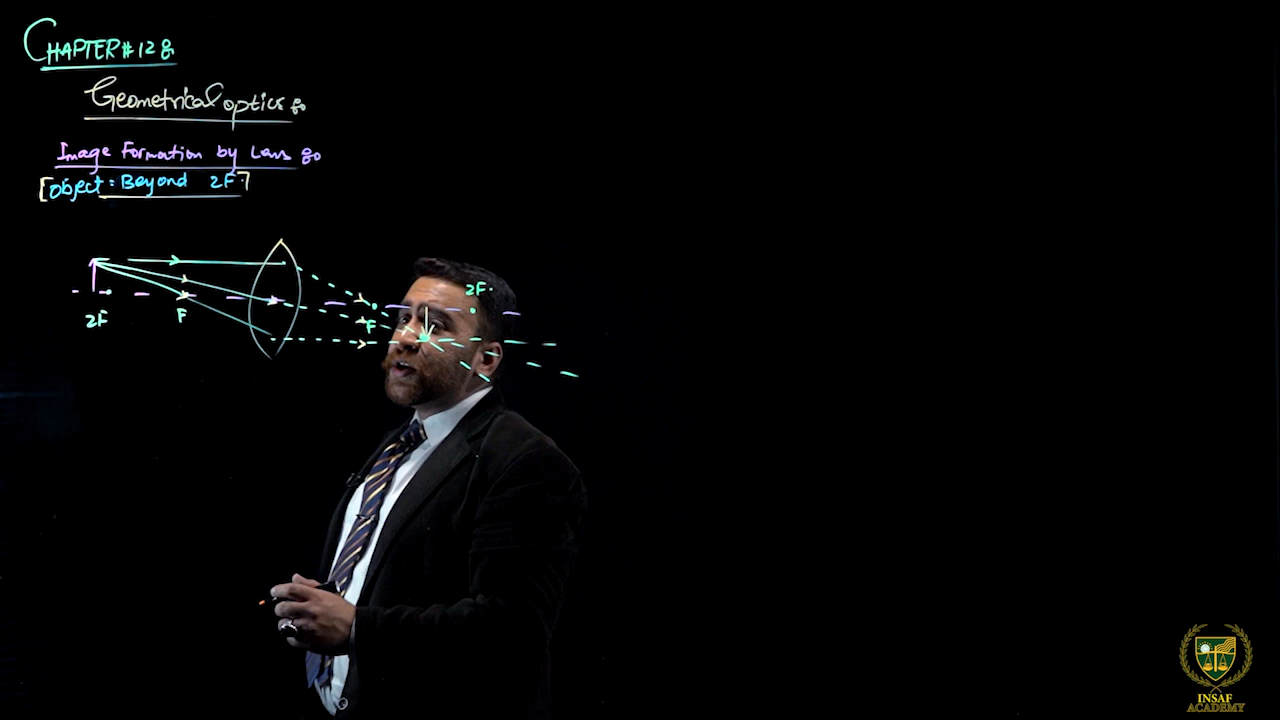 CHAPTER # 12 :
Geometrical optics :
Image Formation by Lens :
[Object : Beyond 2F.]
2F.
2F
F
F
INSAF
ACADEMY